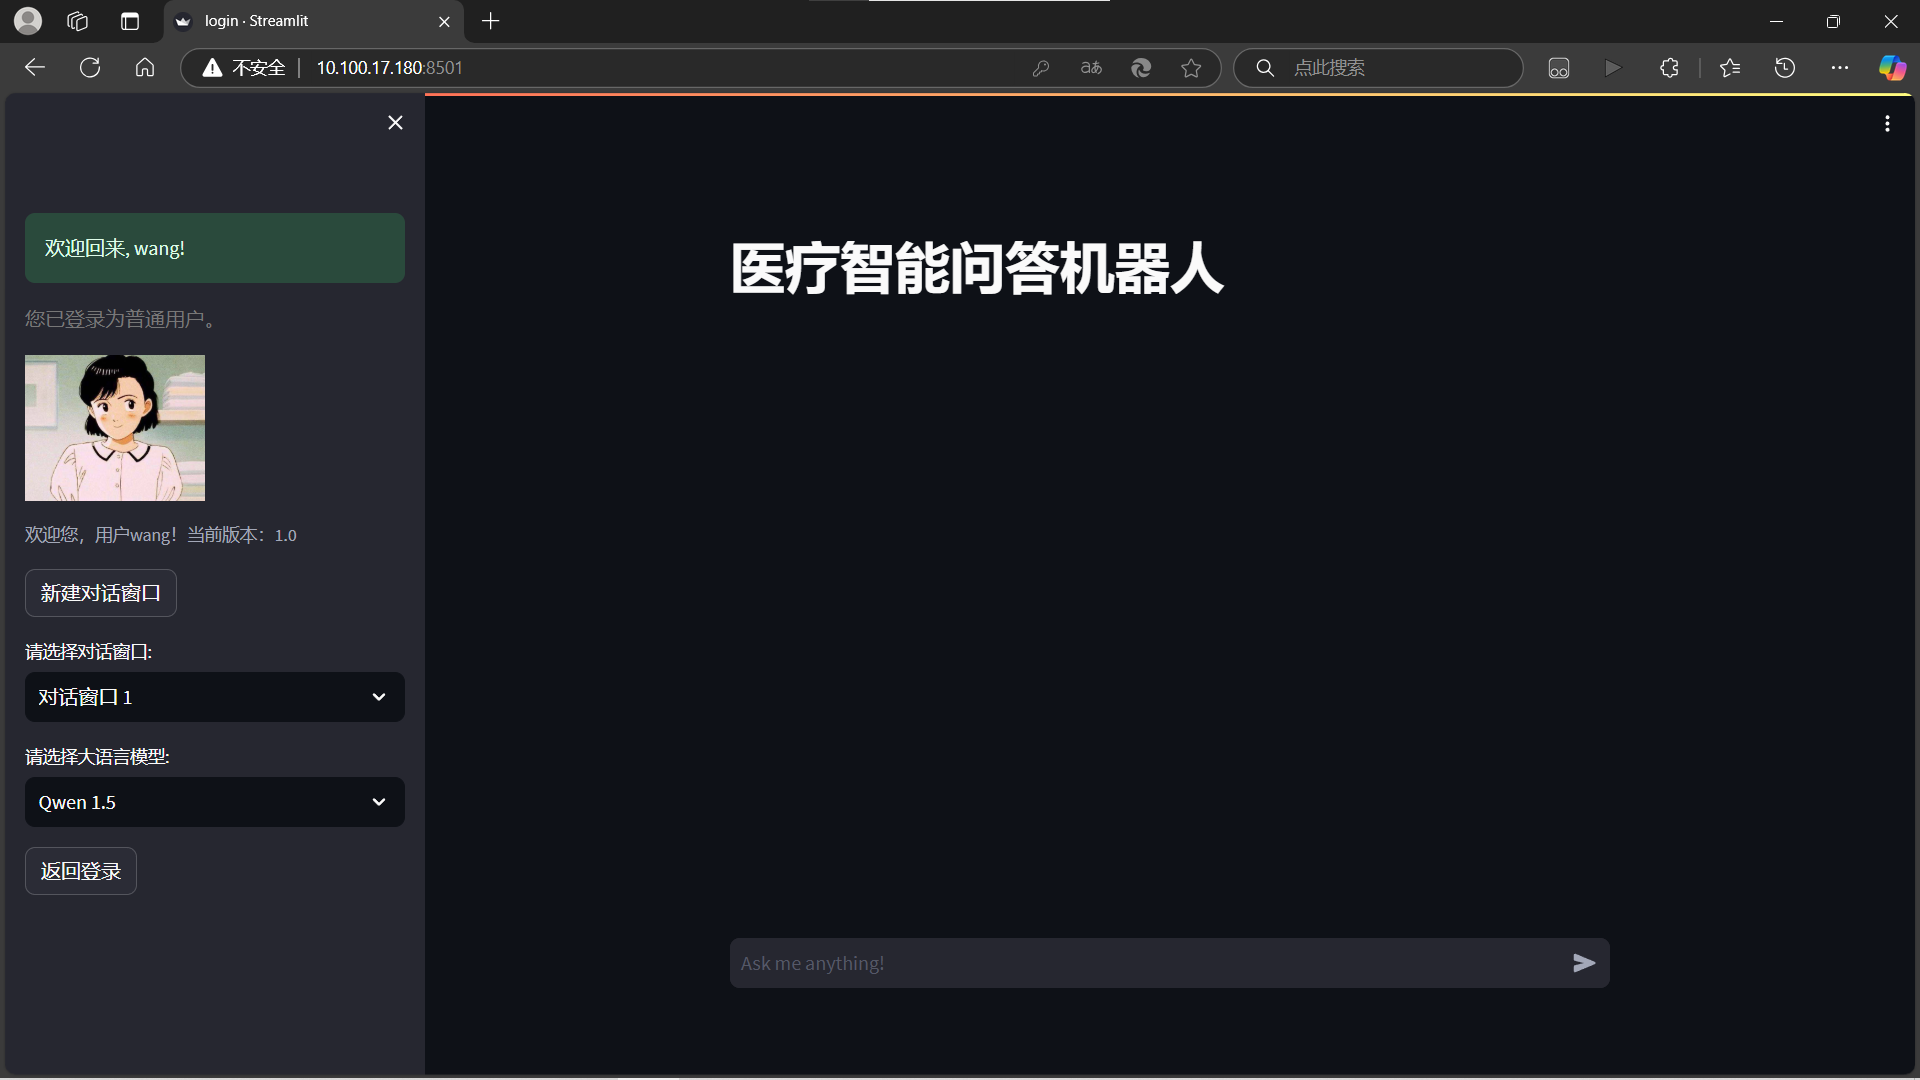 login · Streamlit
不安全
10.100.17.180:8501
aあ
点此搜索
欢迎回来, wang!
您已登录为普通用户。
欢迎您，用户wang！当前版本：1.0
新建对话窗口
请选择对话窗口:
对话窗口 1
请选择大语言模型:
Qwen 1.5
返回登录
医疗智能问答机器人
Ask me anything!